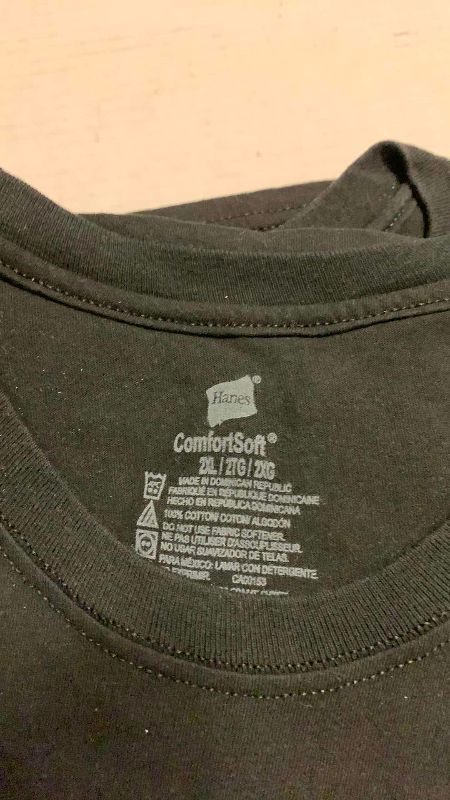 Hanes®
ComfortSoft®
2XL / 2TG / 2XG
MADE IN DOMINICAN REPUBLIC
FABRIQUÉ EN RÉPUBLIQUE DOMINICAINE
HECHO EN REPÚBLICA DOMINICANA
100% COTTON/ COTON/ ALGODÓN
DO NOT USE FABRIC SOFTENER.
NE PAS UTILISER D'ASSOUPLISSEUR.
NO USAR SUAVIZADOR DE TELAS.
PARA MÉXICO: LAVAR CON DETERGENTE.
CA00153